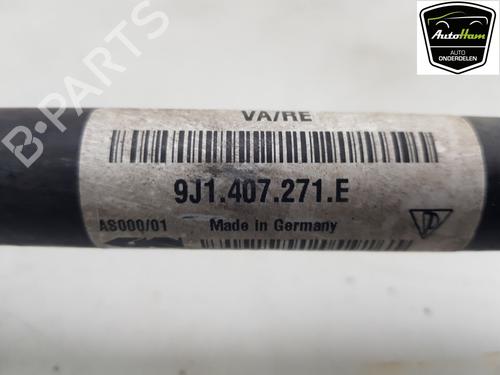 AutoHam
AUTO
ONDERDELEN
B-PARTS
VA/RE
9J1.407.271.E
AS000/01
Made in Germany